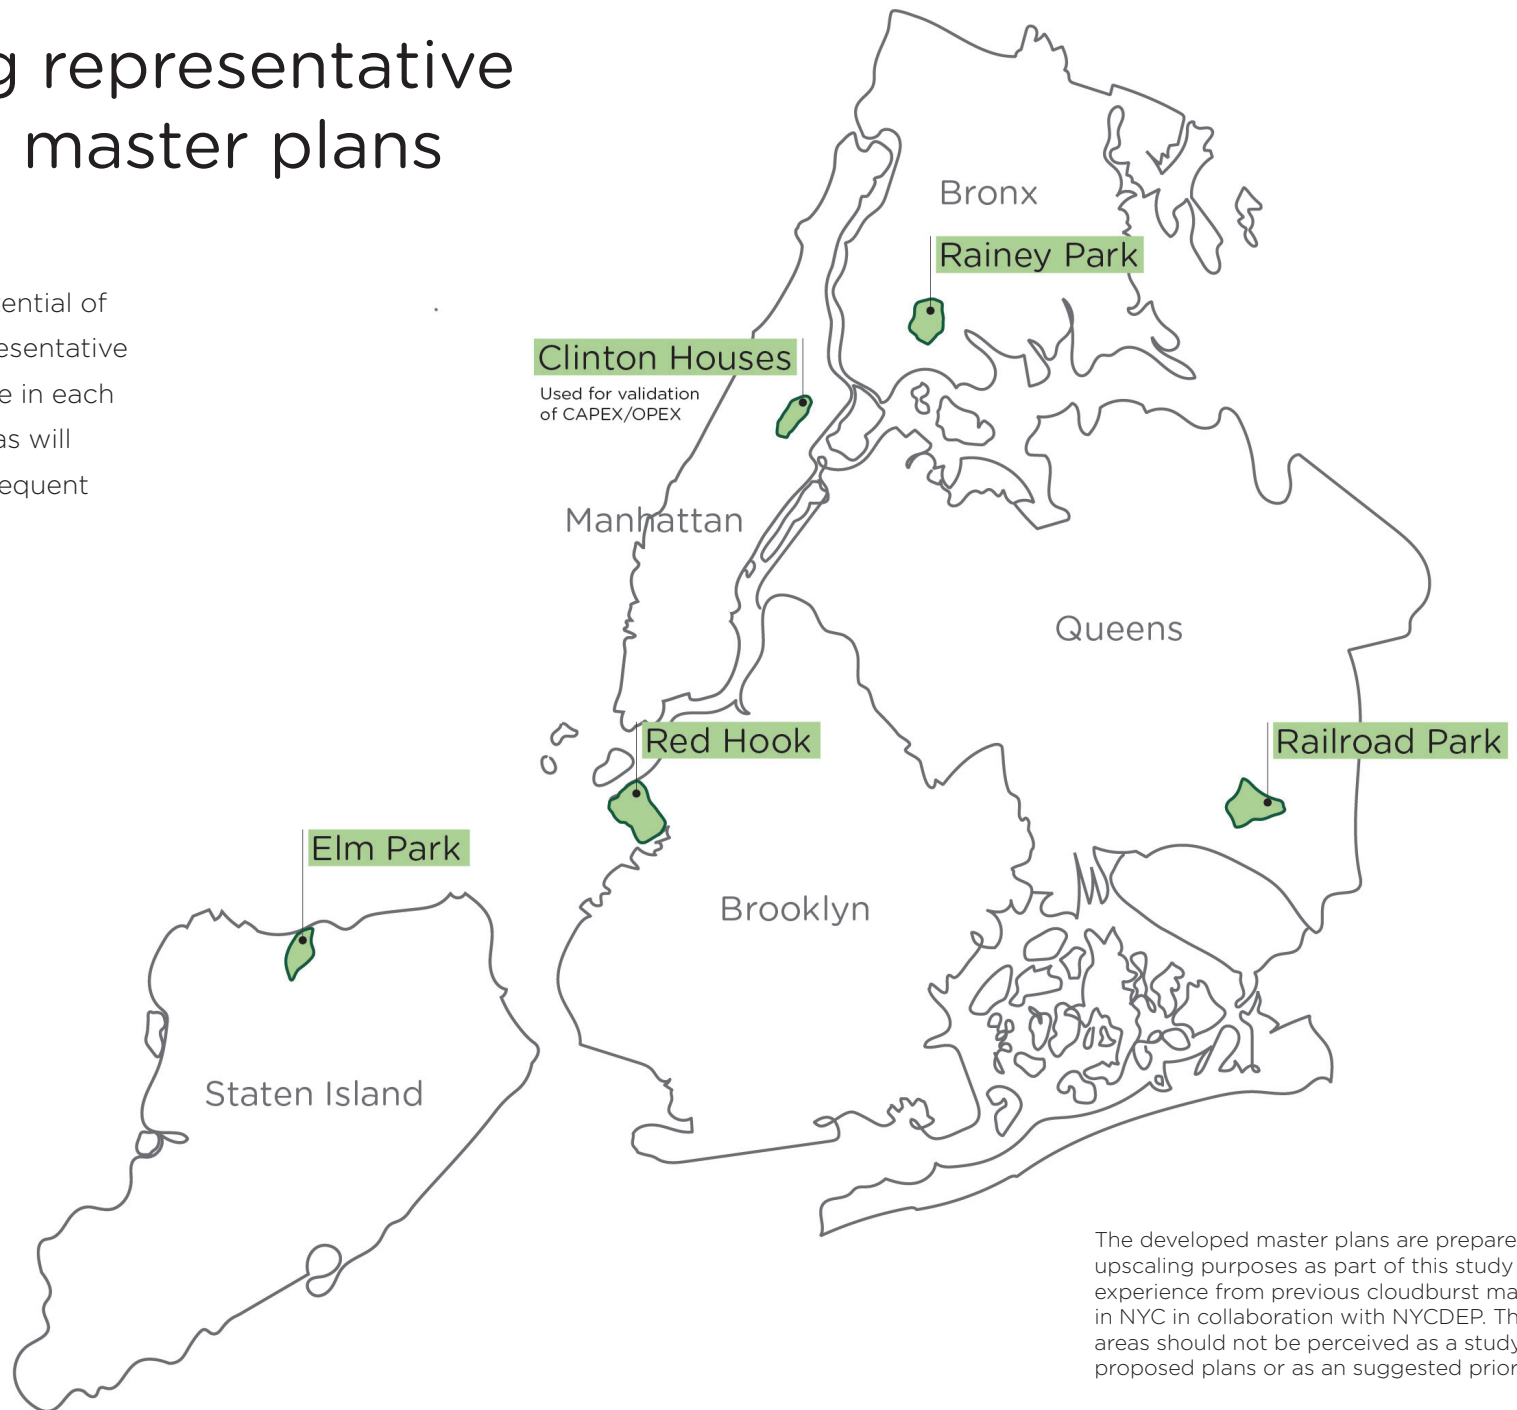 g representative
master plans
ential of
esentative
e in each
as will
equent
Bronx
Rainey Park
Clinton Houses
Used for validation
of CAPEX/OPEX
Manhattan
Queens
Red Hook
Railroad Park
Elm Park
Brooklyn
Staten Island
The developed master plans are prepare
upscaling purposes as part of this study
experience from previous cloudburst ma
in NYC in collaboration with NYCDEP. Th
areas should not be perceived as a study
proposed plans or as an suggested prior